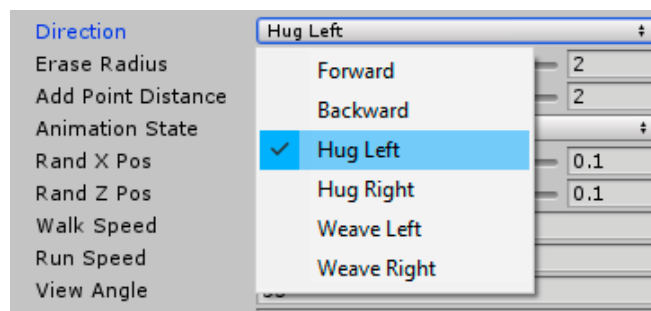 Direction Hug Left
Erase Radius 2
Add Point Distance 2
Animation State
Rand X Pos 0.1
Rand Z Pos 0.1
Walk Speed
Run Speed
View Angle
Forward
Backward
Hug Left
Hug Right
Weave Left
Weave Right